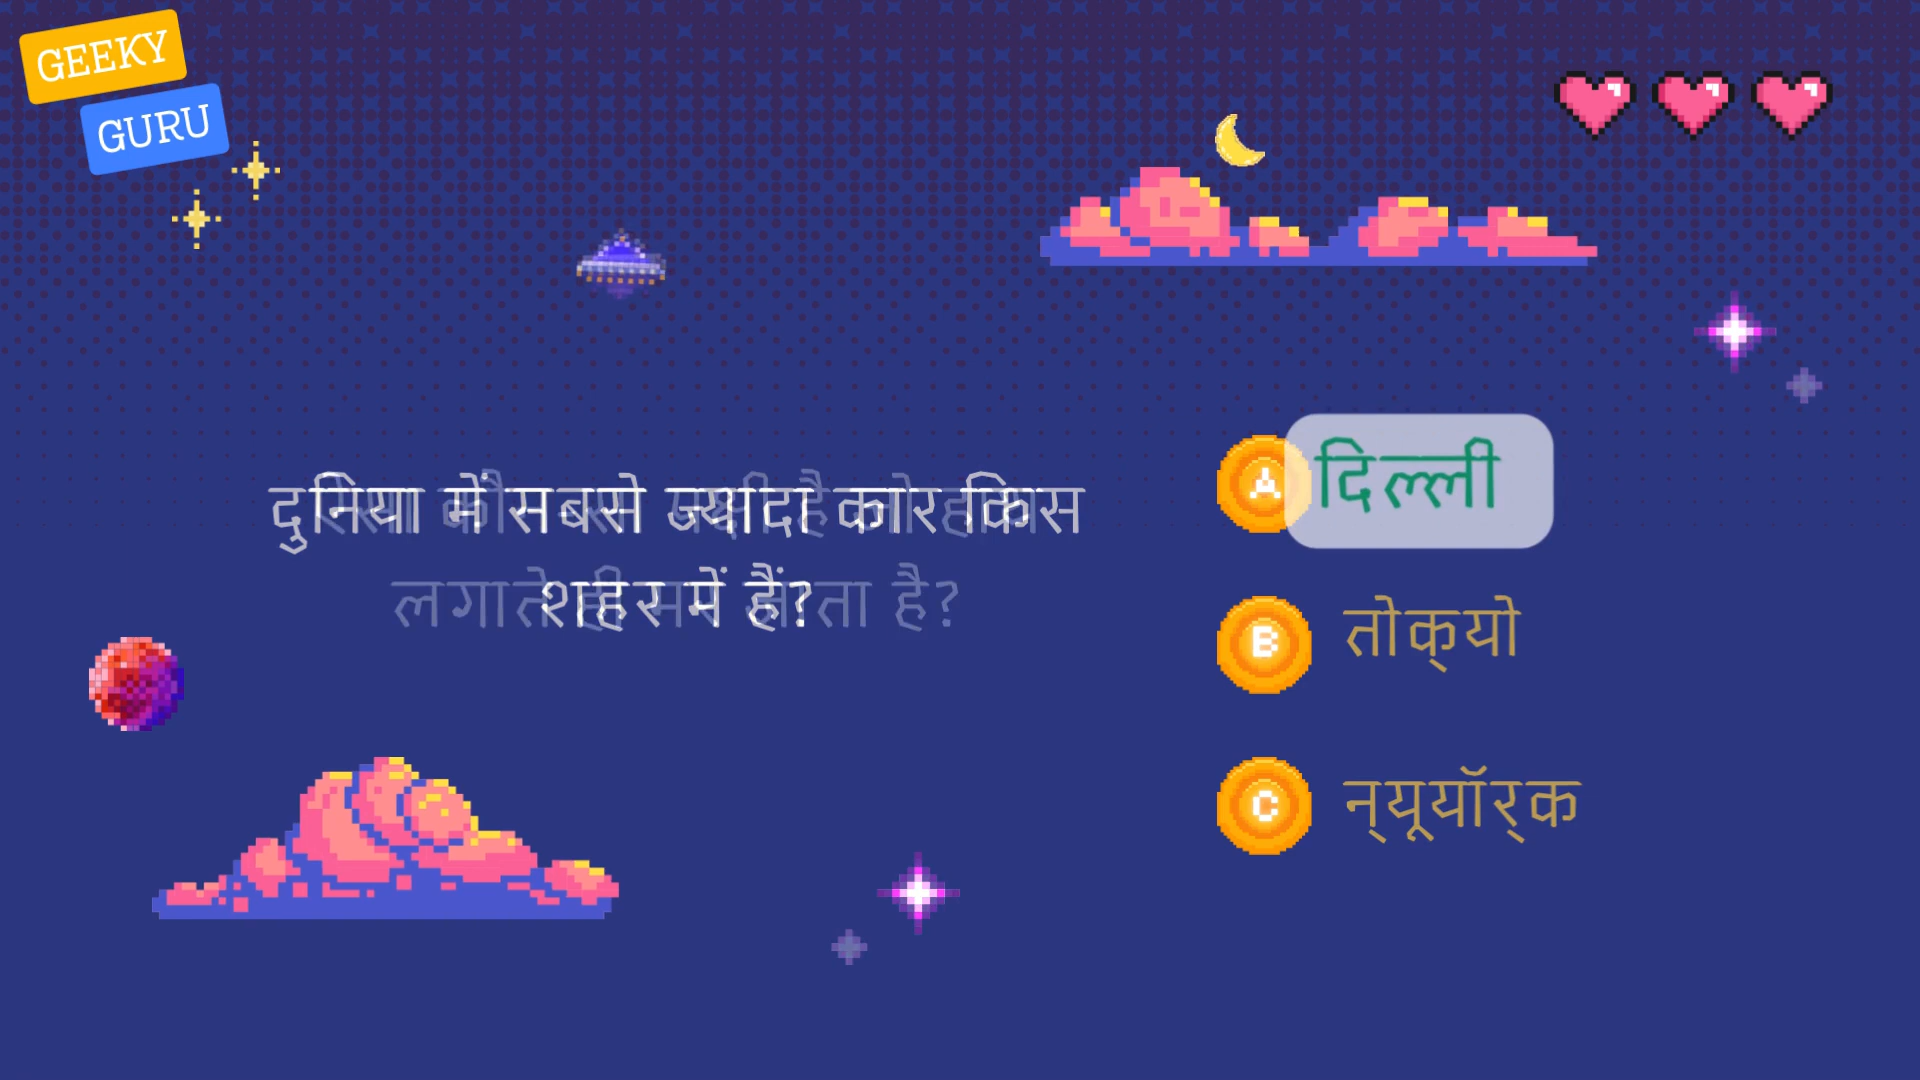 GEEKY
GURU
दुनिया में सबसे ज्यादा कार किस
शहर में हैं?
A दिल्ली
B तोक्यो
C न्यूयॉर्क